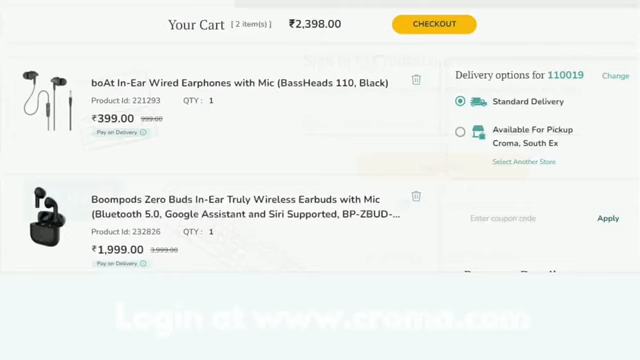 Your Cart [ 2 item(s) ] ₹2,398.00 CHECKOUT
boAt In-Ear Wired Earphones with Mic (BassHeads 110, Black)
Product Id: 221293 QTY : 1
₹399.00 999.00
Pay on Delivery
Delivery options for 110019 Change
Standard Delivery
Available For Pickup
Croma, South Ex
Select Another Store
Boompods Zero Buds In-Ear Truly Wireless Earbuds with Mic
(Bluetooth 5.0, Google Assistant and Siri Supported, BP-ZBUD-...
Product Id: 232826 QTY : 1
₹1,999.00 3,999.00
Pay on Delivery
Enter coupon code Apply
Login at www.croma.com